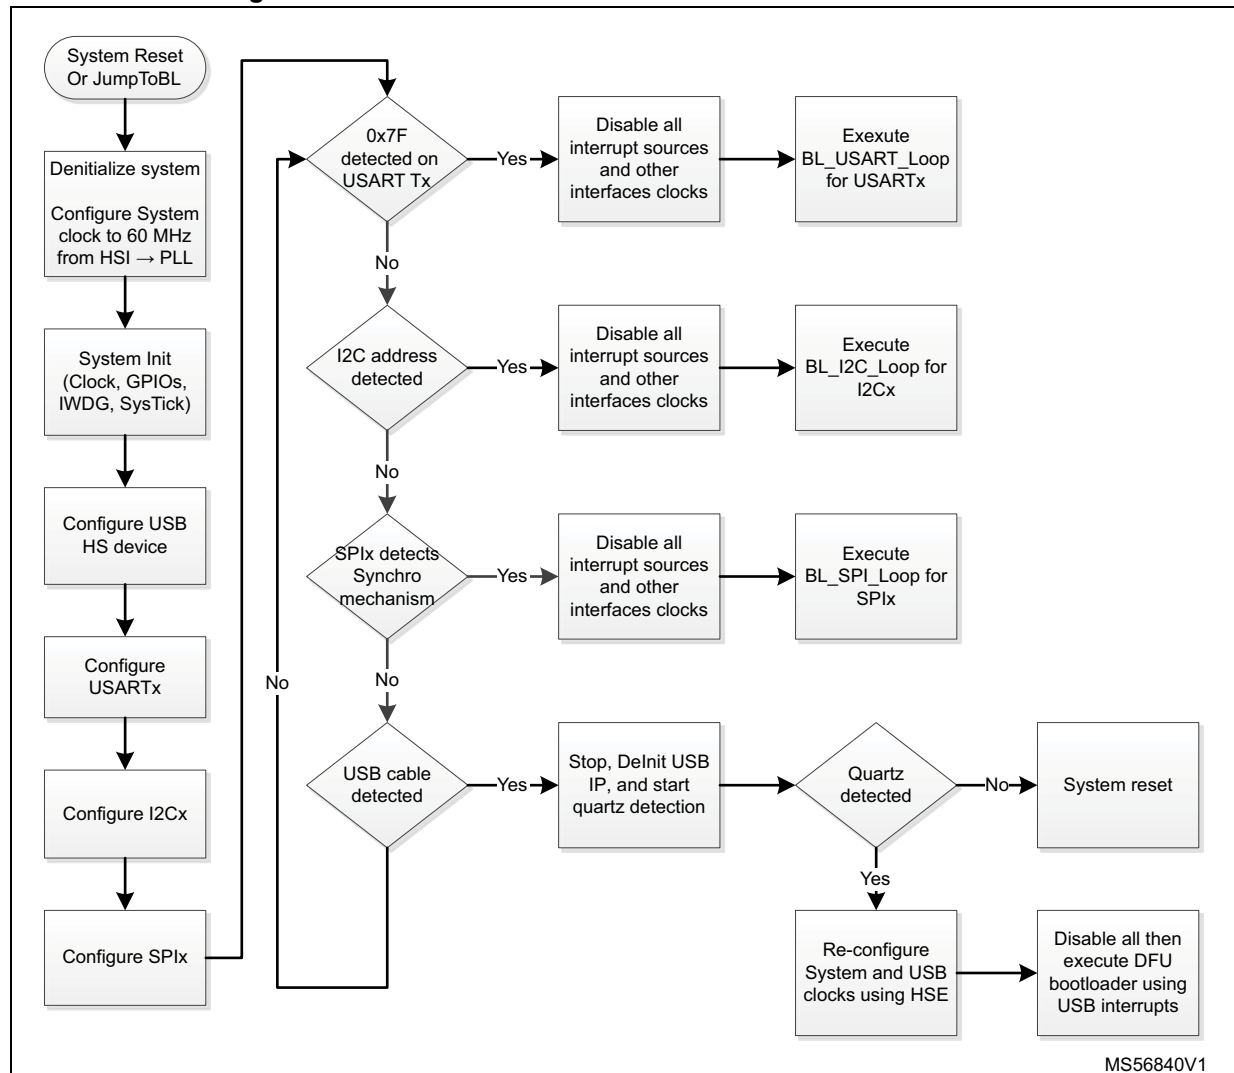 System Reset
Or JumpToBL
Denitialize system
Configure System
clock to 60 MHz
from HSI → PLL
System Init
(Clock, GPIOs,
IWDG, SysTick)
Configure USB
HS device
Configure
USARTx
Configure I2Cx
Configure SPIx
0x7F
detected on
USART Tx
Yes
Disable all
interrupt sources
and other
interfaces clocks
Exexute
BL_USART_Loop
for USARTx
No
I2C address
detected
Yes
Disable all
interrupt sources
and other
interfaces clocks
Execute
BL_I2C_Loop for
I2Cx
No
SPIx detects
Synchro
mechanism
Yes
Disable all
interrupt sources
and other
interfaces clocks
Execute
BL_SPI_Loop for
SPIx
No
No
USB cable
detected
Yes
Stop, DeInit USB
IP, and start
quartz detection
Quartz
detected
No
System reset
Yes
Re-configure
System and USB
clocks using HSE
Disable all then
execute DFU
bootloader using
USB interrupts
MS56840V1